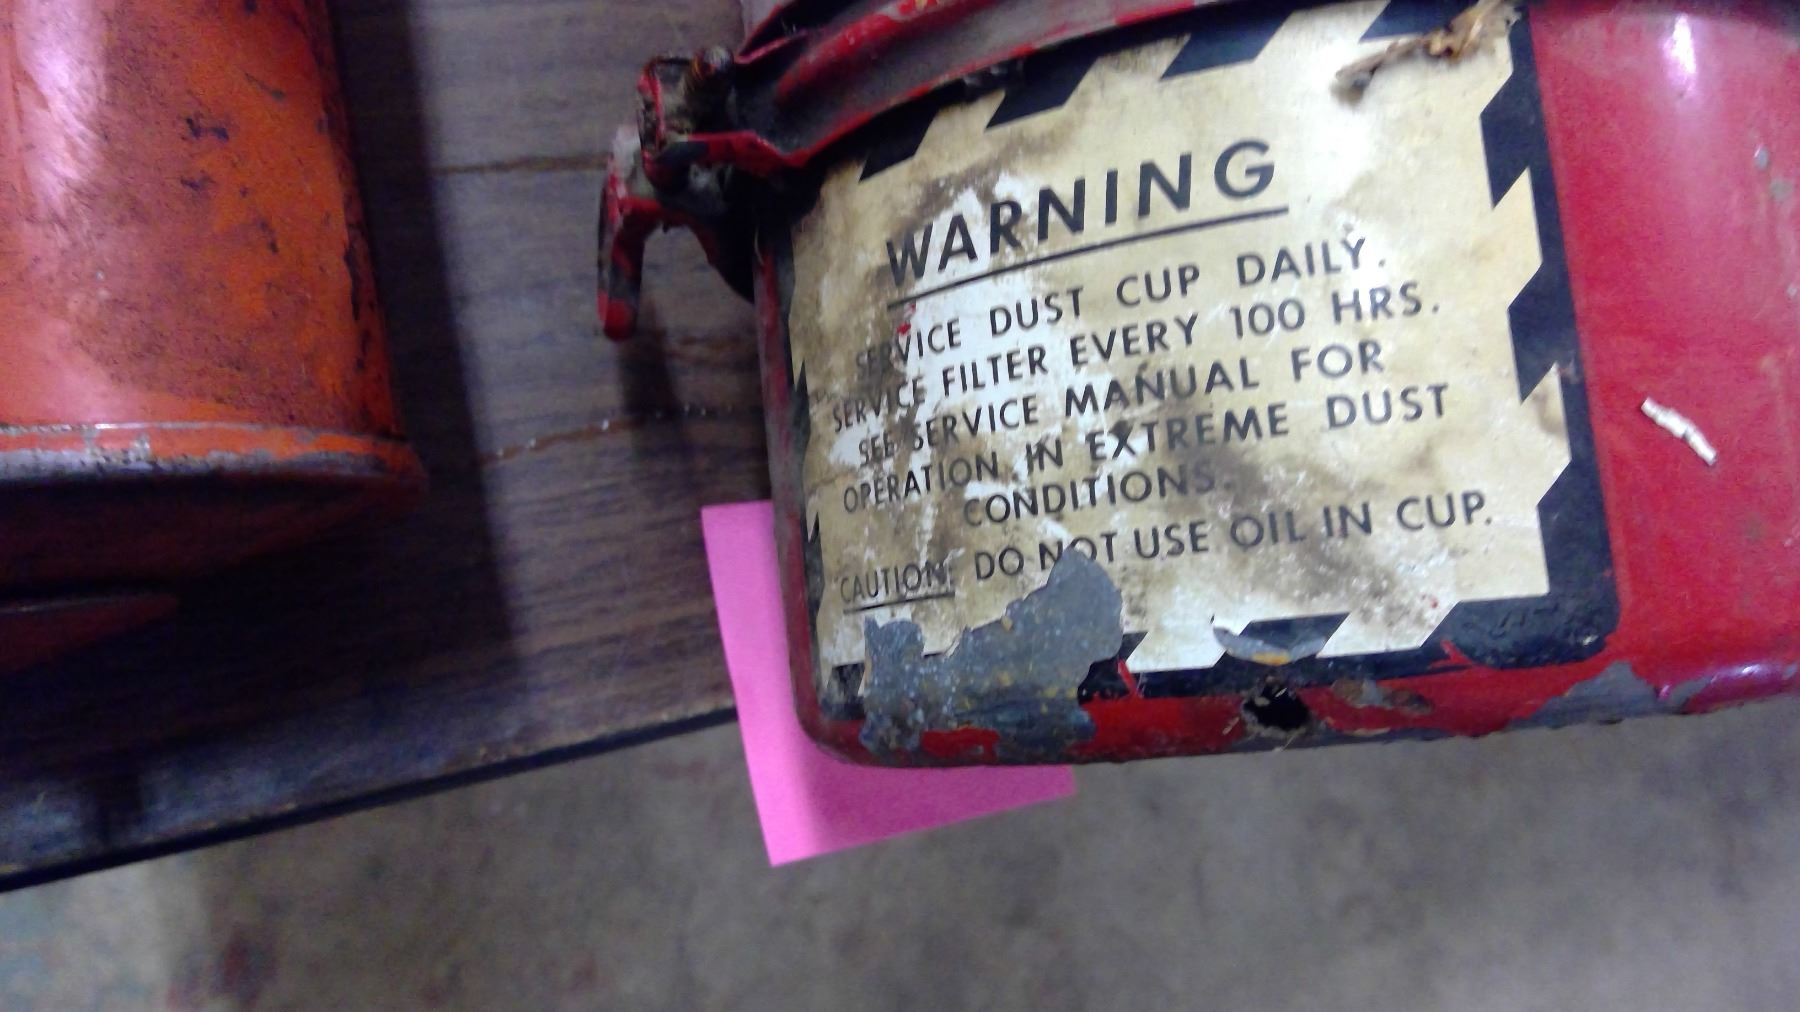 WARNING
SERVICE DUST CUP DAILY.
SERVICE FILTER EVERY 100 HRS.
SEE SERVICE MANUAL FOR
OPERATION IN EXTREME DUST
CONDITIONS.
CAUTION: DO NOT USE OIL IN CUP.